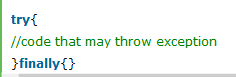 try{
//code that may throw exception
}finally{}